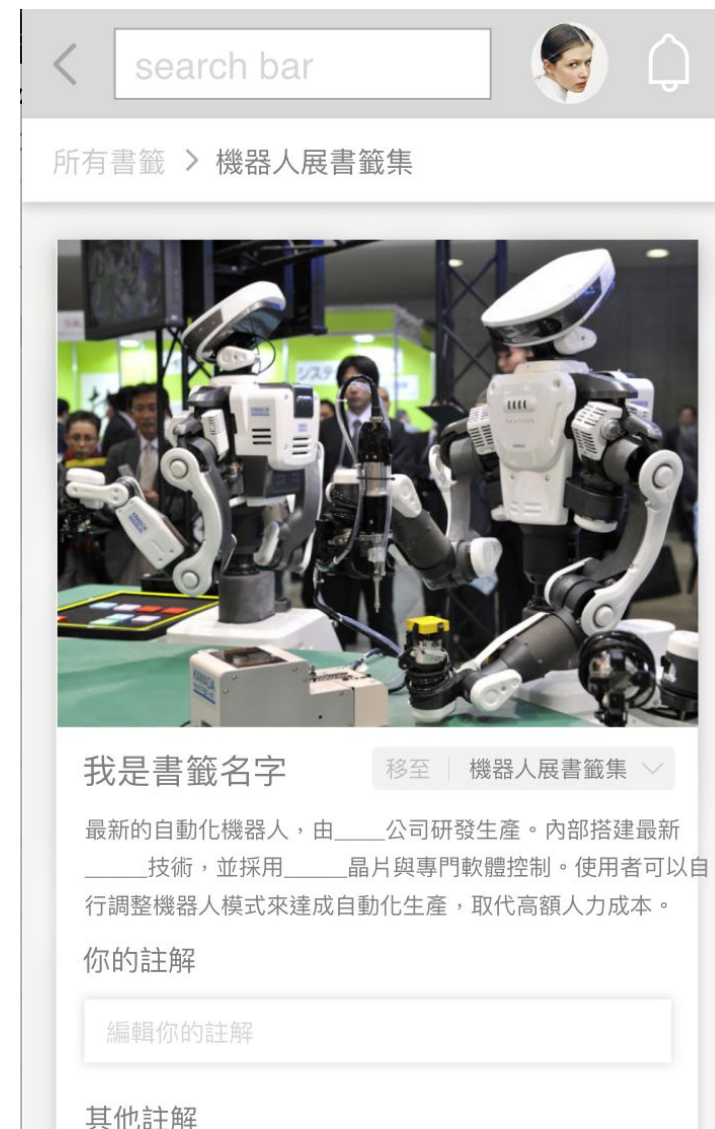 search bar
所有書籤 > 機器人展書籤集
システ
KAWADA
NEXTAGE
KAWADA
我是書籤名字
移至 | 機器人展書籤集
最新的自動化機器人，由____公司研發生產。內部搭建最新
_____技術，並採用_____晶片與專門軟體控制。使用者可以自
行調整機器人模式來達成自動化生產，取代高額人力成本。
你的註解
編輯你的註解
其他註解